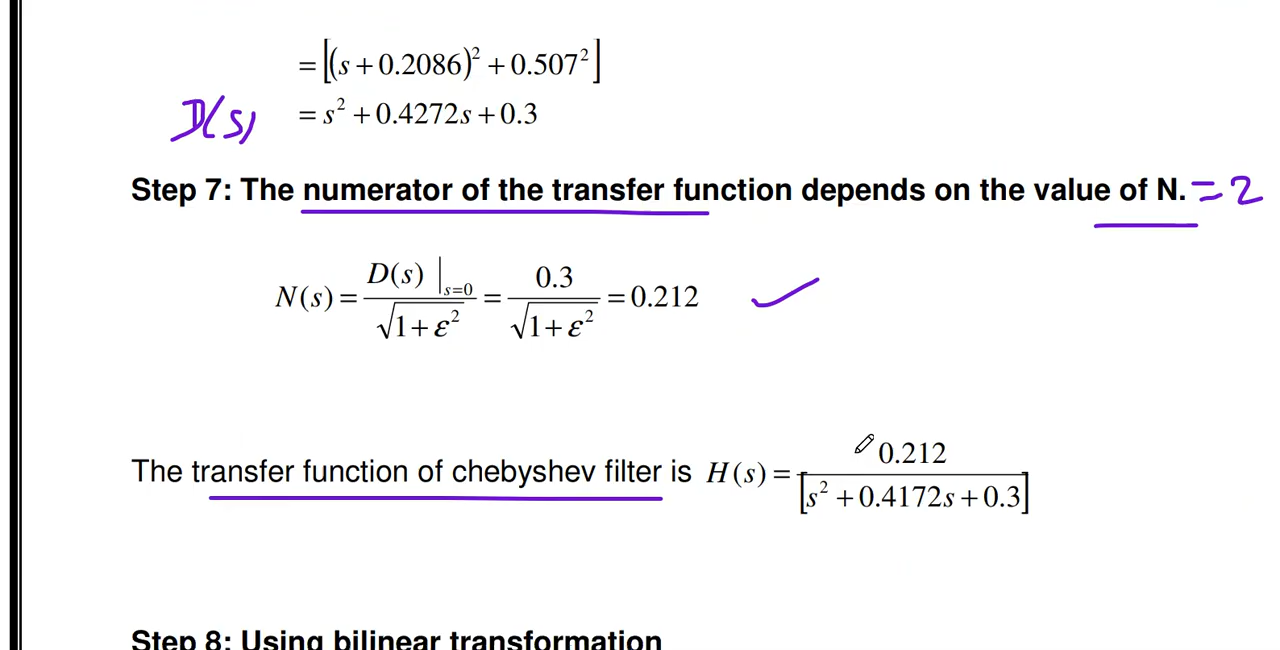 = [(s + 0.2086)² + 0.507²]
D(s) = s² + 0.4272s + 0.3
Step 7: The numerator of the transfer function depends on the value of N. = 2
N(s) = D(s) |s=0 / √1 + ε² = 0.3 / √1 + ε² = 0.212
The transfer function of chebyshev filter is H(s) = 0.212 / [s² + 0.4172s + 0.3]
Step 8: Using bilinear transformation